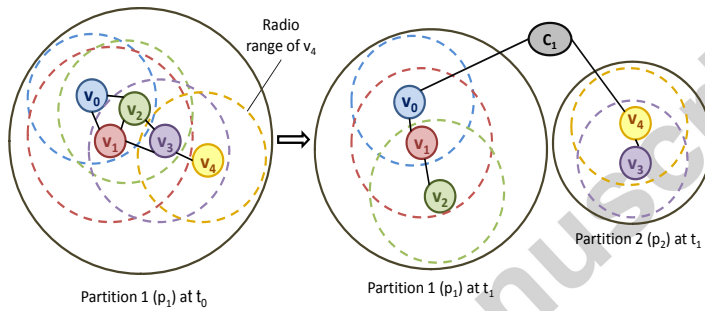 Radio
range of v4
v0
v2
v1
v3
v4
Partition 1 (p1) at t0
C1
v0
v1
v2
Partition 1 (p1) at t1
v4
v3
Partition 2 (p2) at t1
nuscrip